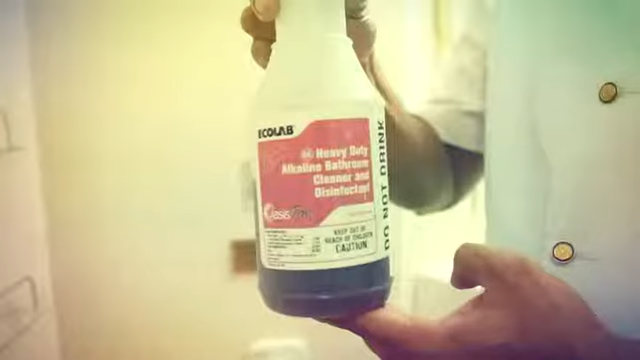 ECOLAB
Heavy Duty
Alkaline Bathroom
Cleaner and
Disinfectant
Oasis Pro
KEEP OUT OF
REACH OF CHILDREN
CAUTION
DO NOT DRINK